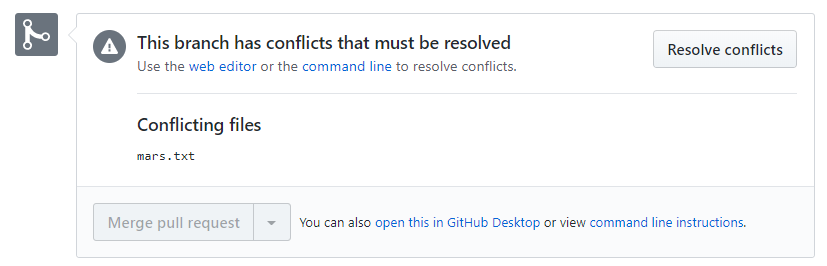 This branch has conflicts that must be resolved
Resolve conflicts
Use the web editor or the command line to resolve conflicts.
Conflicting files
mars.txt
Merge pull request
You can also open this in GitHub Desktop or view command line instructions.